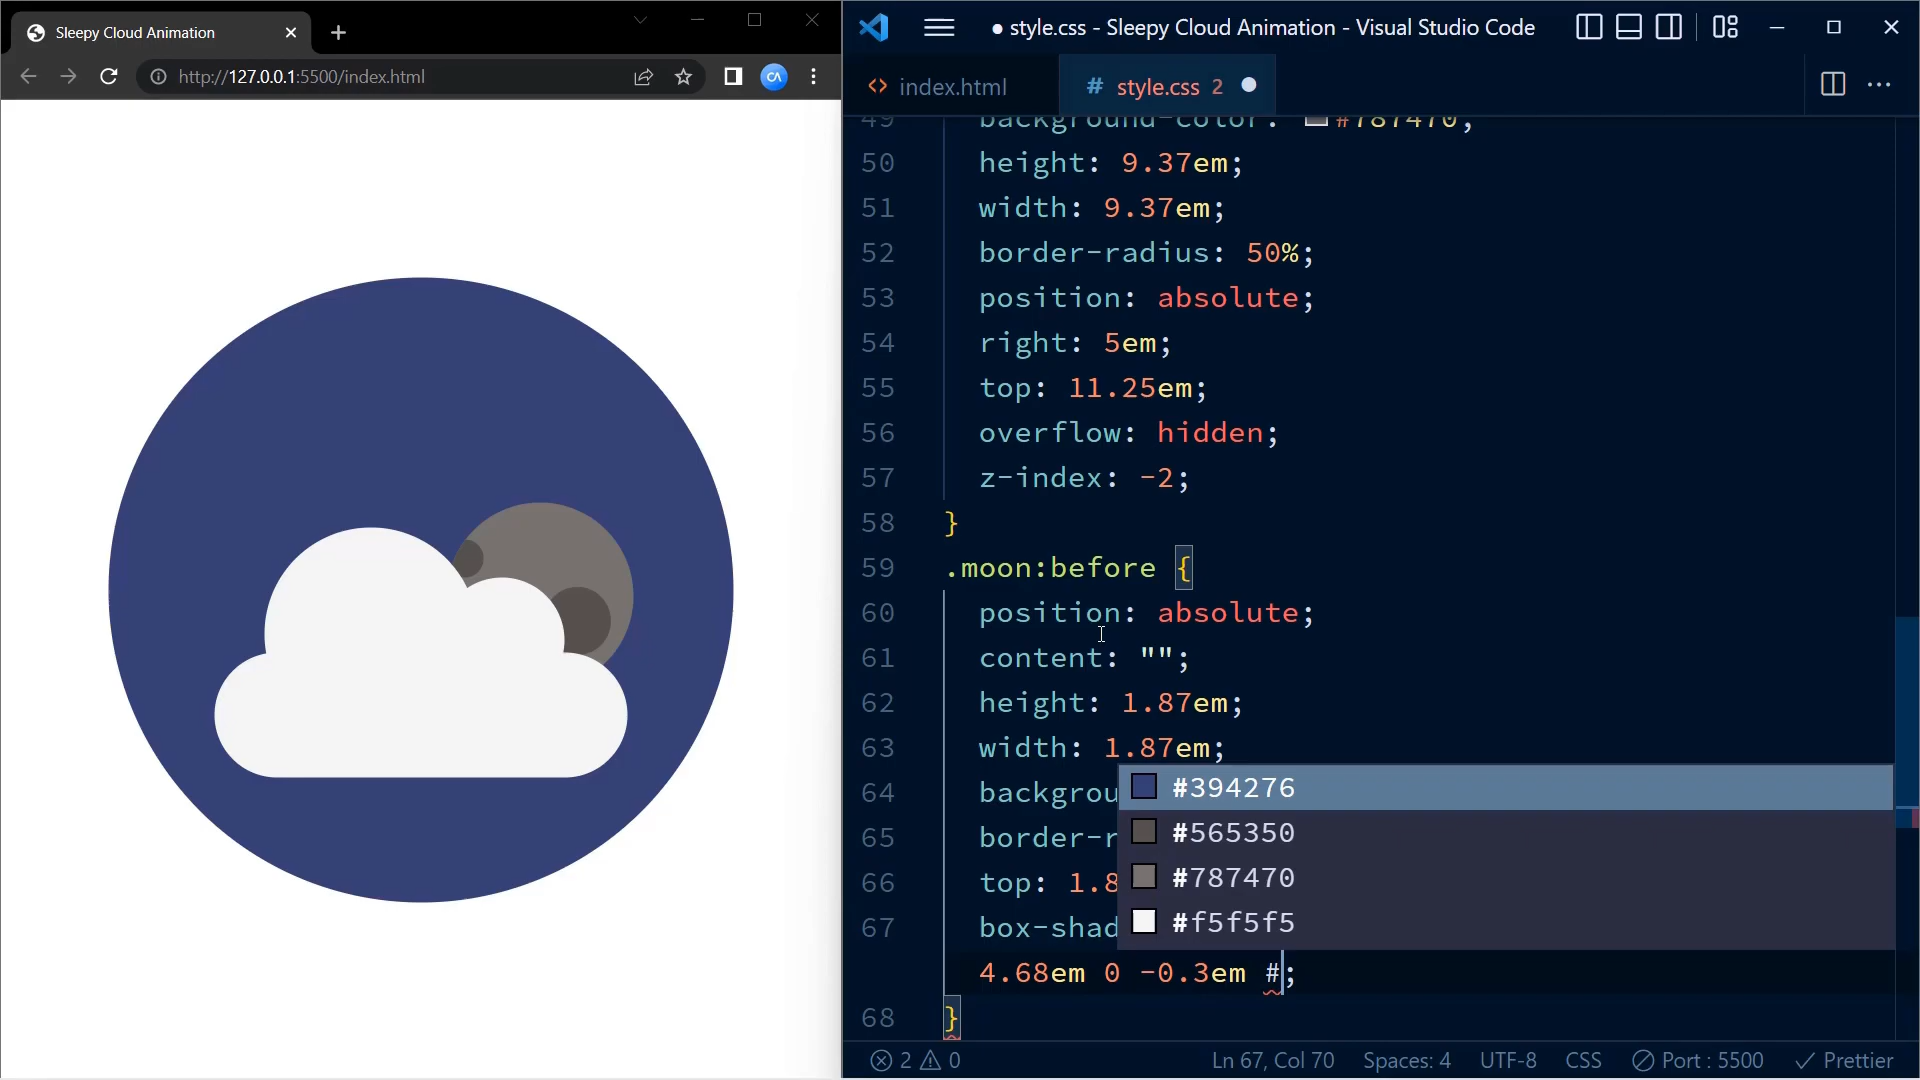 Sleepy Cloud Animation
http://127.0.0.1:5500/index.html
CA
● style.css - Sleepy Cloud Animation - Visual Studio Code
<> index.html
# style.css 2 ●
49 background-color: #787470;
50 height: 9.37em;
51 width: 9.37em;
52 border-radius: 50%;
53 position: absolute;
54 right: 5em;
55 top: 11.25em;
56 overflow: hidden;
57 z-index: -2;
58 }
59 .moon:before {
60 position: absolute;
61 content: "";
62 height: 1.87em;
63 width: 1.87em;
64 backgrou
65 border-r
66 top: 1.8
67 box-shad
#394276
#565350
#787470
#f5f5f5
4.68em 0 -0.3em #;
68 }
2 0 Ln 67, Col 70 Spaces: 4 UTF-8 CSS Port : 5500 Prettier